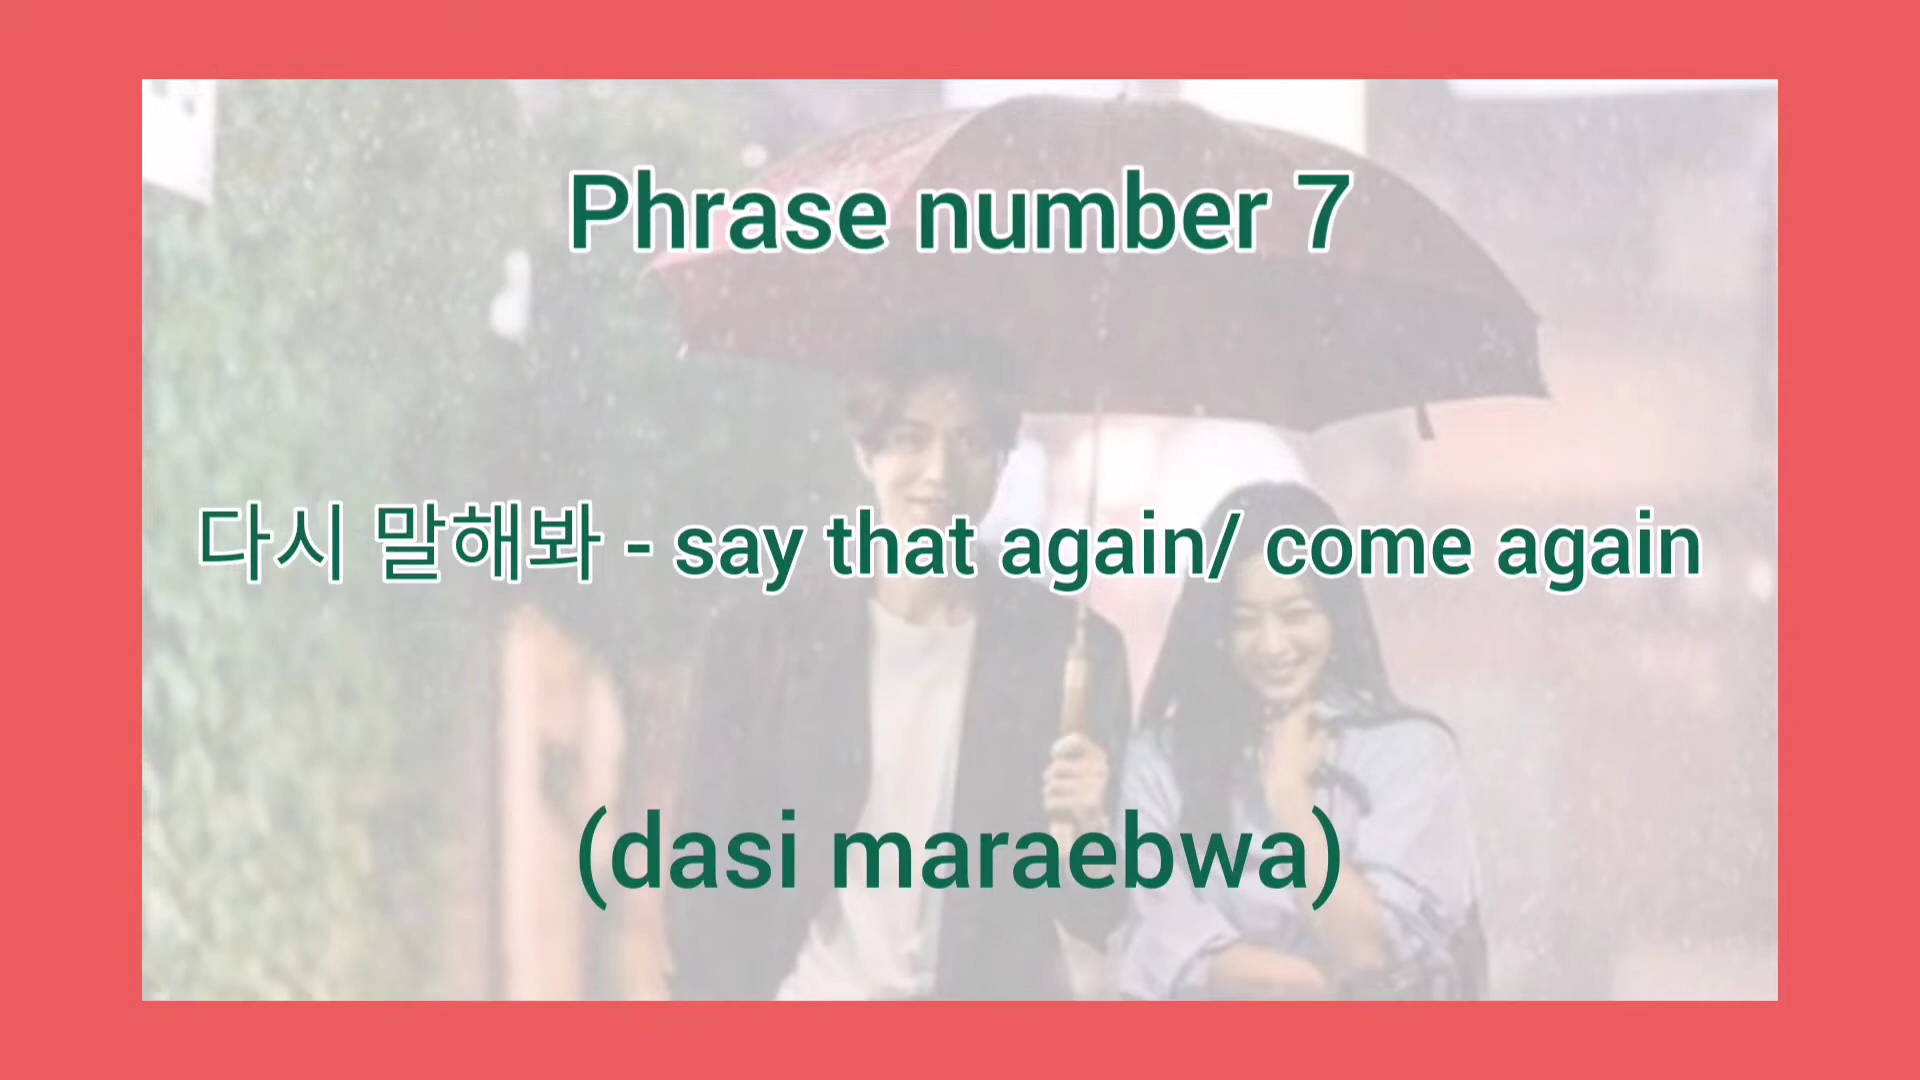 Phrase number 7
다시 말해봐 - say that again/ come again
(dasi maraebwa)